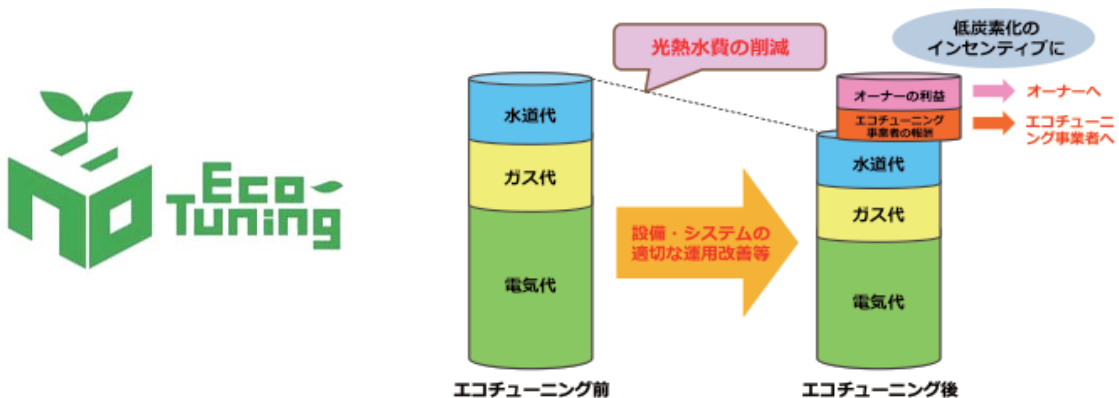 Eco
Tuning
光熱水費の削減
低炭素化の
インセンティブに
水道代
ガス代
電気代
エコチューニング前
設備・システムの
適切な運用改善等
オーナーの利益
エコチューニング
事業者の報酬
オーナーへ
エコチューニ
ング事業者へ
水道代
ガス代
電気代
エコチューニング後